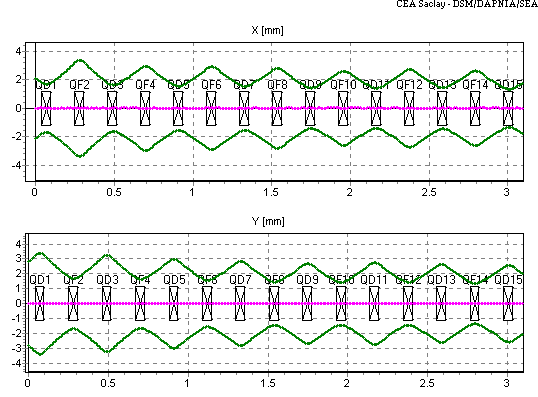 CEA Saclay - DSM/DAPNIA/SEA
X [mm]
4
2
0
-2
-4
QD1 QF2 QD3 QF4 QD5 QF6 QD7 QF8 QD9 QF10 QD11 QF12 QD13 QF14 QD15
0 0.5 1 1.5 2 2.5 3
Y [mm]
4
3
2
1
0
-1
-2
-3
-4
QD1 QF2 QD3 QF4 QD5 QF6 QD7 QF8 QD9 QF10 QD11 QF12 QD13 QF14 QD15
0 0.5 1 1.5 2 2.5 3